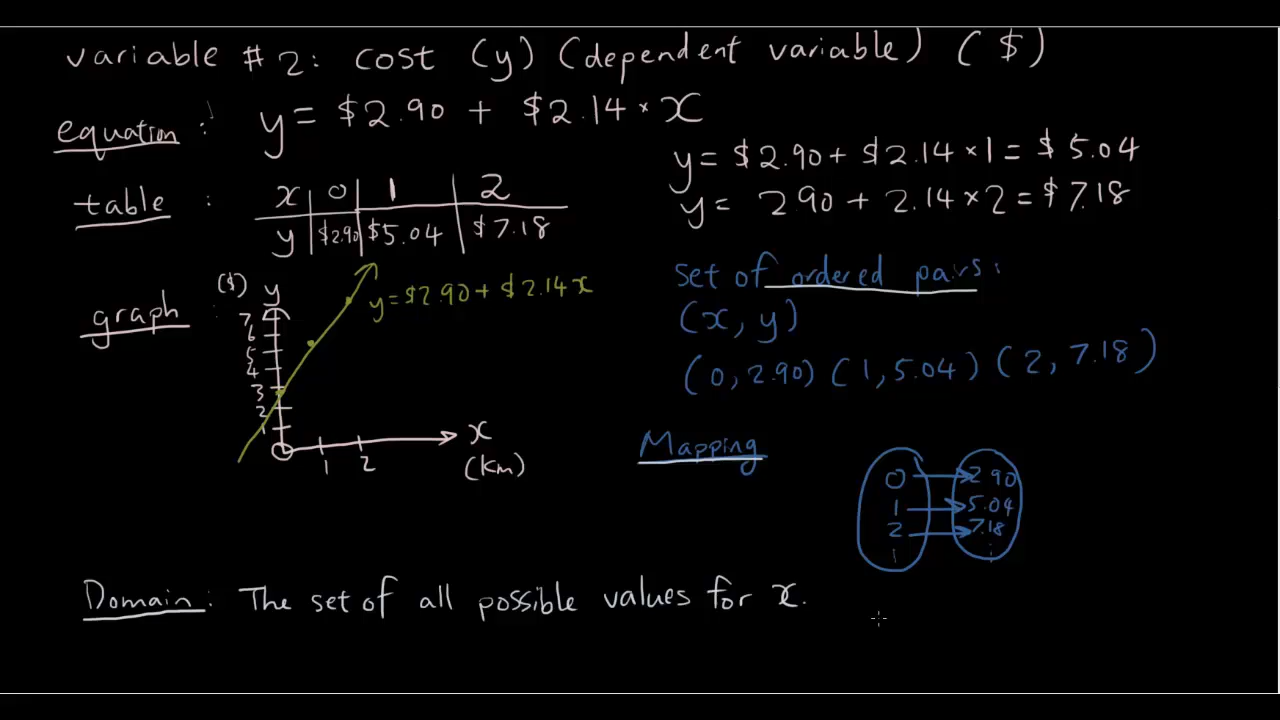 variable #2: cost (y) (dependent variable) ($)
equation: y = $2.90 + $2.14 × x
y = $2.90 + $2.14 × 1 = $5.04
y = 2.90 + 2.14 × 2 = $7.18
table:
x 0 1 2
y $2.90 $5.04 $7.18
Set of ordered pairs:
(x, y)
(0, 2.90) (1, 5.04) (2, 7.18)
graph:
($)
y
7
6
5
4
3
2
1
y = $2.90 + $2.14x
1 2
x
(km)
Mapping
0 2.90
1 5.04
2 7.18
Domain: The set of all possible values for x.